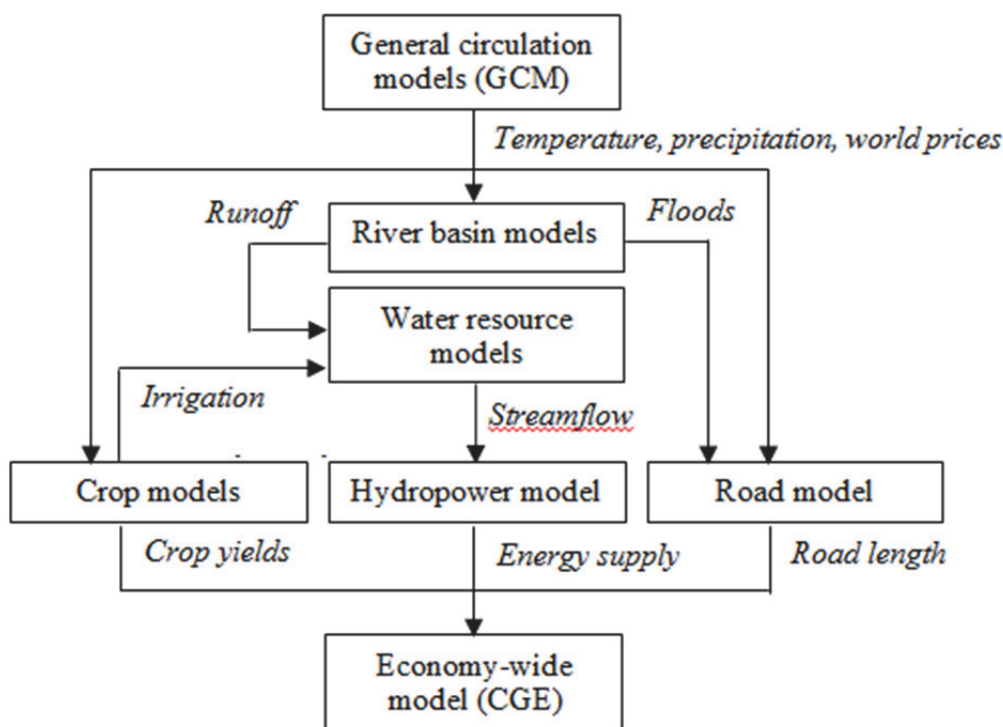 General circulation
models (GCM)
Temperature, precipitation, world prices
Runoff
Floods
River basin models
Water resource
models
Irrigation
Streamflow
Crop models
Hydropower model
Road model
Crop yields
Energy supply
Road length
Economy-wide
model (CGE)